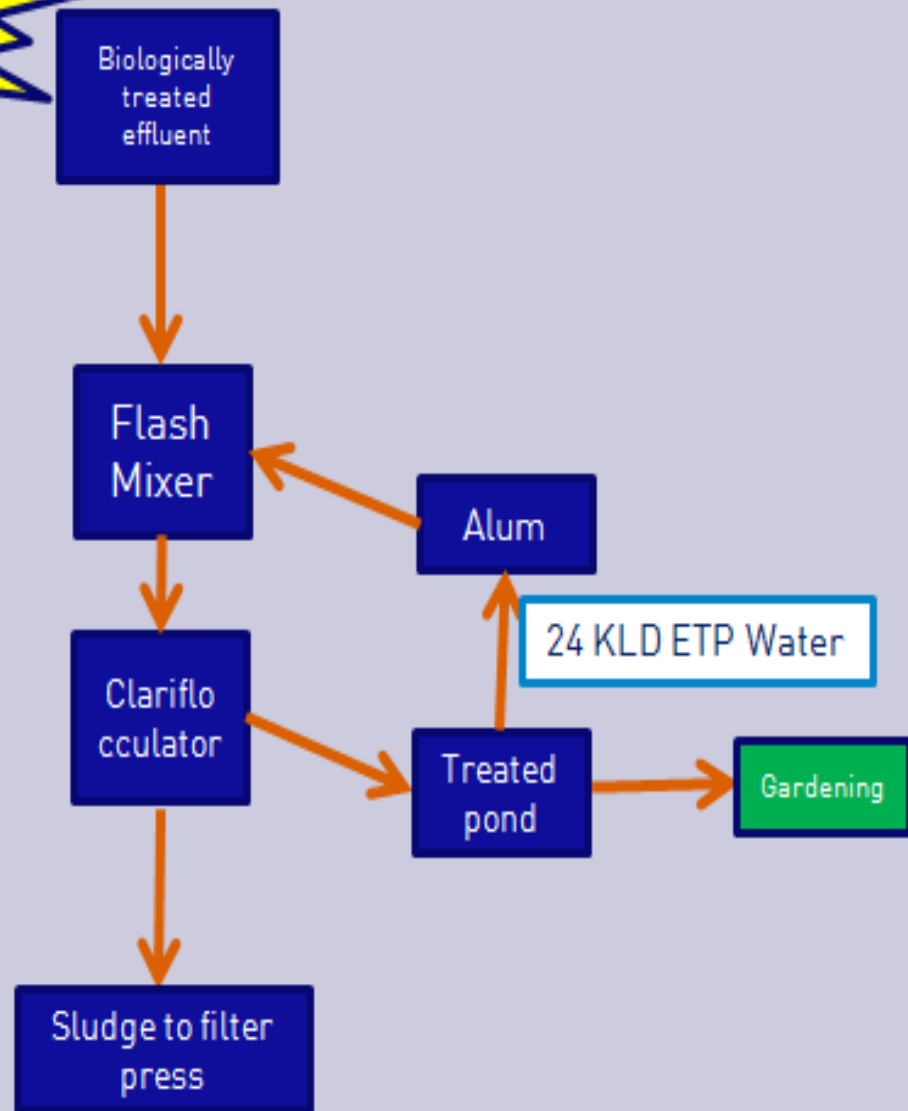 Biologically
treated
effluent
Flash
Mixer
Alum
24 KLD ETP Water
Clariflo
cculator
Treated
pond
Gardening
Sludge to filter
press